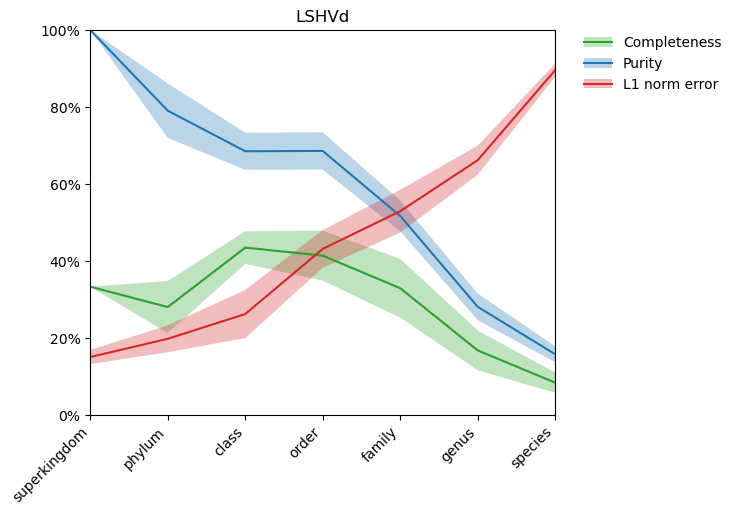 LSHVd
100%
80%
60%
40%
20%
0%
superkingdom
phylum
class
order
family
genus
species
Completeness
Purity
L1 norm error